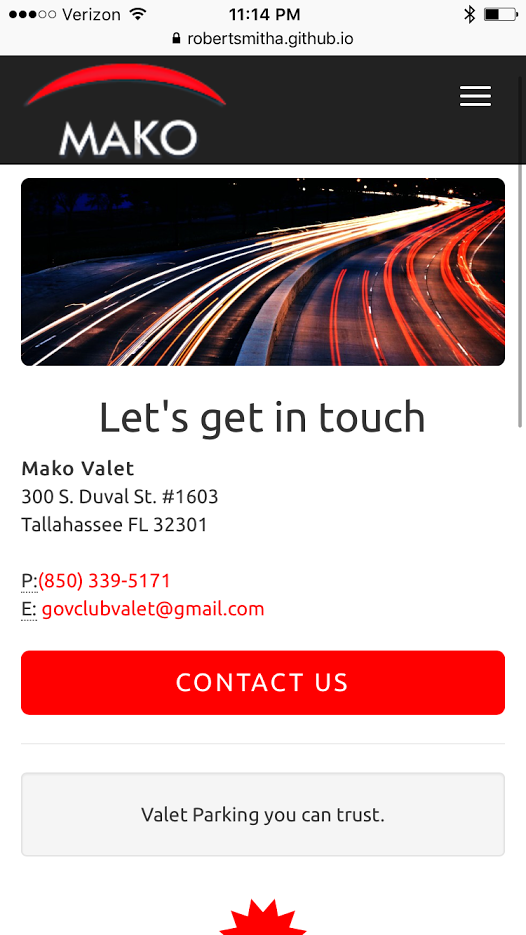 Verizon 11:14 PM
robertsmitha.github.io
MAKO
Let's get in touch
Mako Valet
300 S. Duval St. #1603
Tallahassee FL 32301
P:(850) 339-5171
E: govclubvalet@gmail.com
CONTACT US
Valet Parking you can trust.